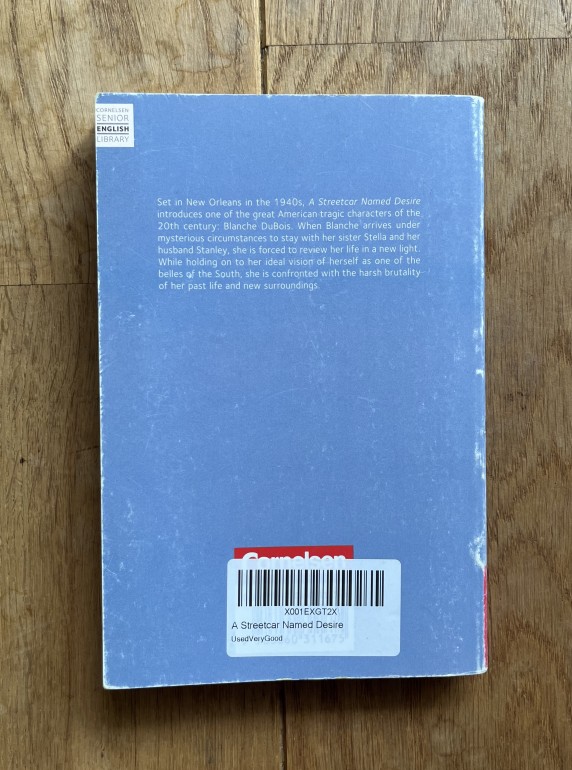 CORNELSEN
SENIOR
ENGLISH
LIBRARY
Set in New Orleans in the 1940s, A Streetcar Named Desire
introduces one of the great American tragic characters of the
20th century: Blanche DuBois. When Blanche arrives under
mysterious circumstances to stay with her sister Stella and her
husband Stanley, she is forced to review her life in a new light.
While holding on to her ideal vision of herself as one of the
belles of the South, she is confronted with the harsh brutality
of her past life and new surroundings.
Cornelsen
X001EXGT2X
A Streetcar Named Desire
UsedVeryGood